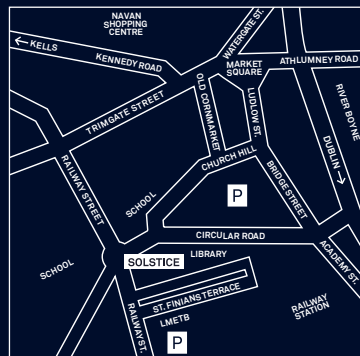 NAVAN
SHOPPING
CENTRE
WATERGATE ST.
← KELLS
KENNEDY ROAD
MARKET
SQUARE
ATHLUMNEY ROAD
TRIMGATE STREET
OLD CORNMARKET
LUDLOW ST.
RIVER BOYNE
CHURCH HILL
DUBLIN →
RAILWAY STREET
SCHOOL
P
BRIDGE STREET
CIRCULAR ROAD
ACADEMY ST.
SCHOOL
SOLSTICE
LIBRARY
ST. FINIANS TERRACE
RAILWAY
STATION
RAILWAY ST.
LMETB
P